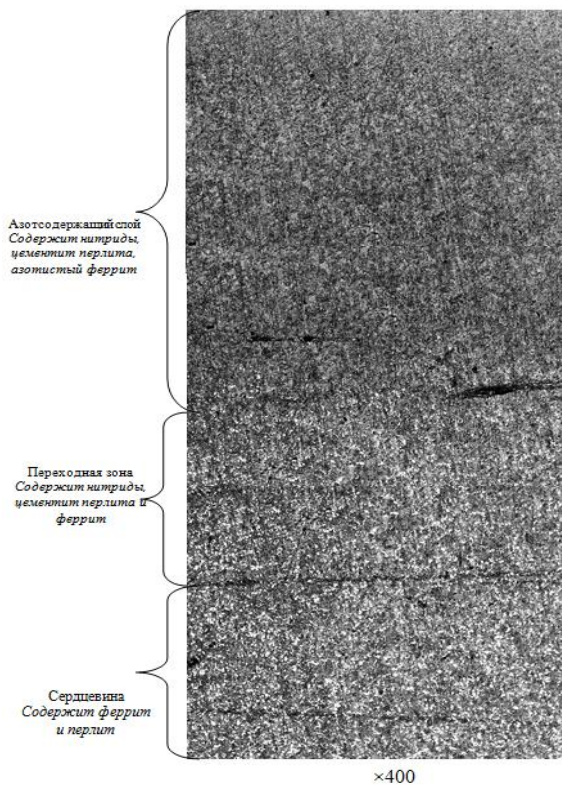 Азотсодержащий слой
Содержит нитриды,
цементит перлита,
азотистый феррит
Переходная зона
Содержит нитриды,
цементит перлита и
феррит
Сердцевина
Содержит феррит
и перлит
×400